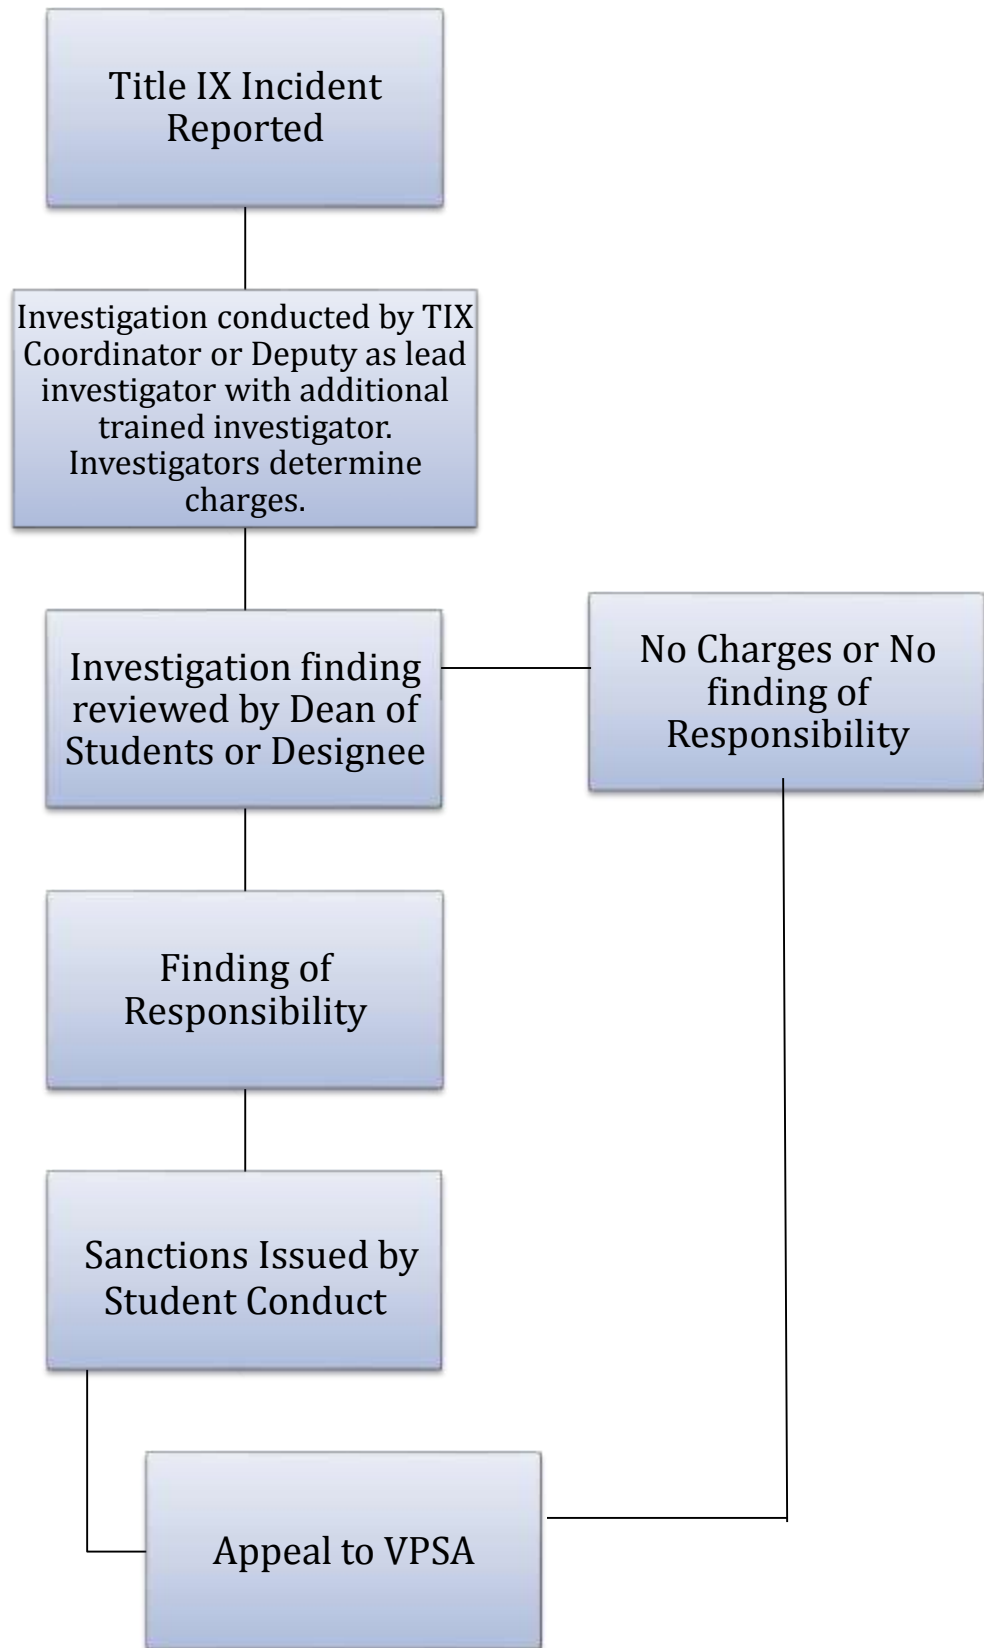 Title IX Incident
Reported
Investigation conducted by TIX
Coordinator or Deputy as lead
investigator with additional
trained investigator.
Investigators determine
charges.
Investigation finding
reviewed by Dean of
Students or Designee
No Charges or No
finding of
Responsibility
Finding of
Responsibility
Sanctions Issued by
Student Conduct
Appeal to VPSA